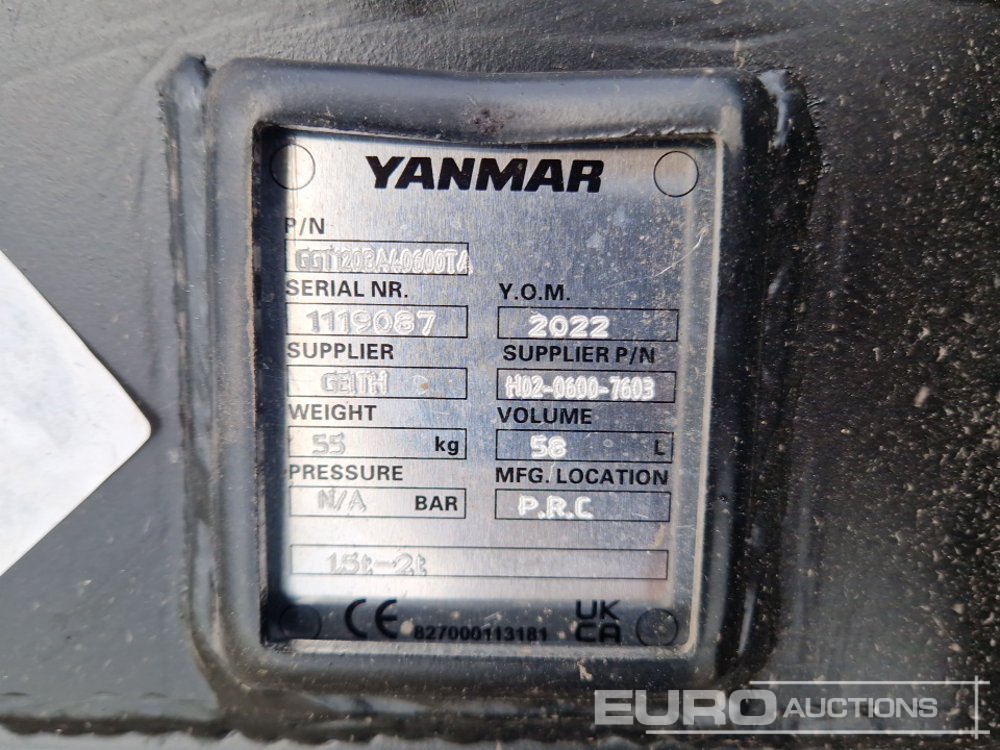 YANMAR
P/N
SERIAL NR. Y.O.M.
1119087 2022
SUPPLIER SUPPLIER P/N
GEITH H02-0600-7603
WEIGHT VOLUME
55 kg 58 L
PRESSURE MFG. LOCATION
N/A BAR P.R.C
1.5t-2t
CE 827000113181 UK CA
EURO AUCTIONS